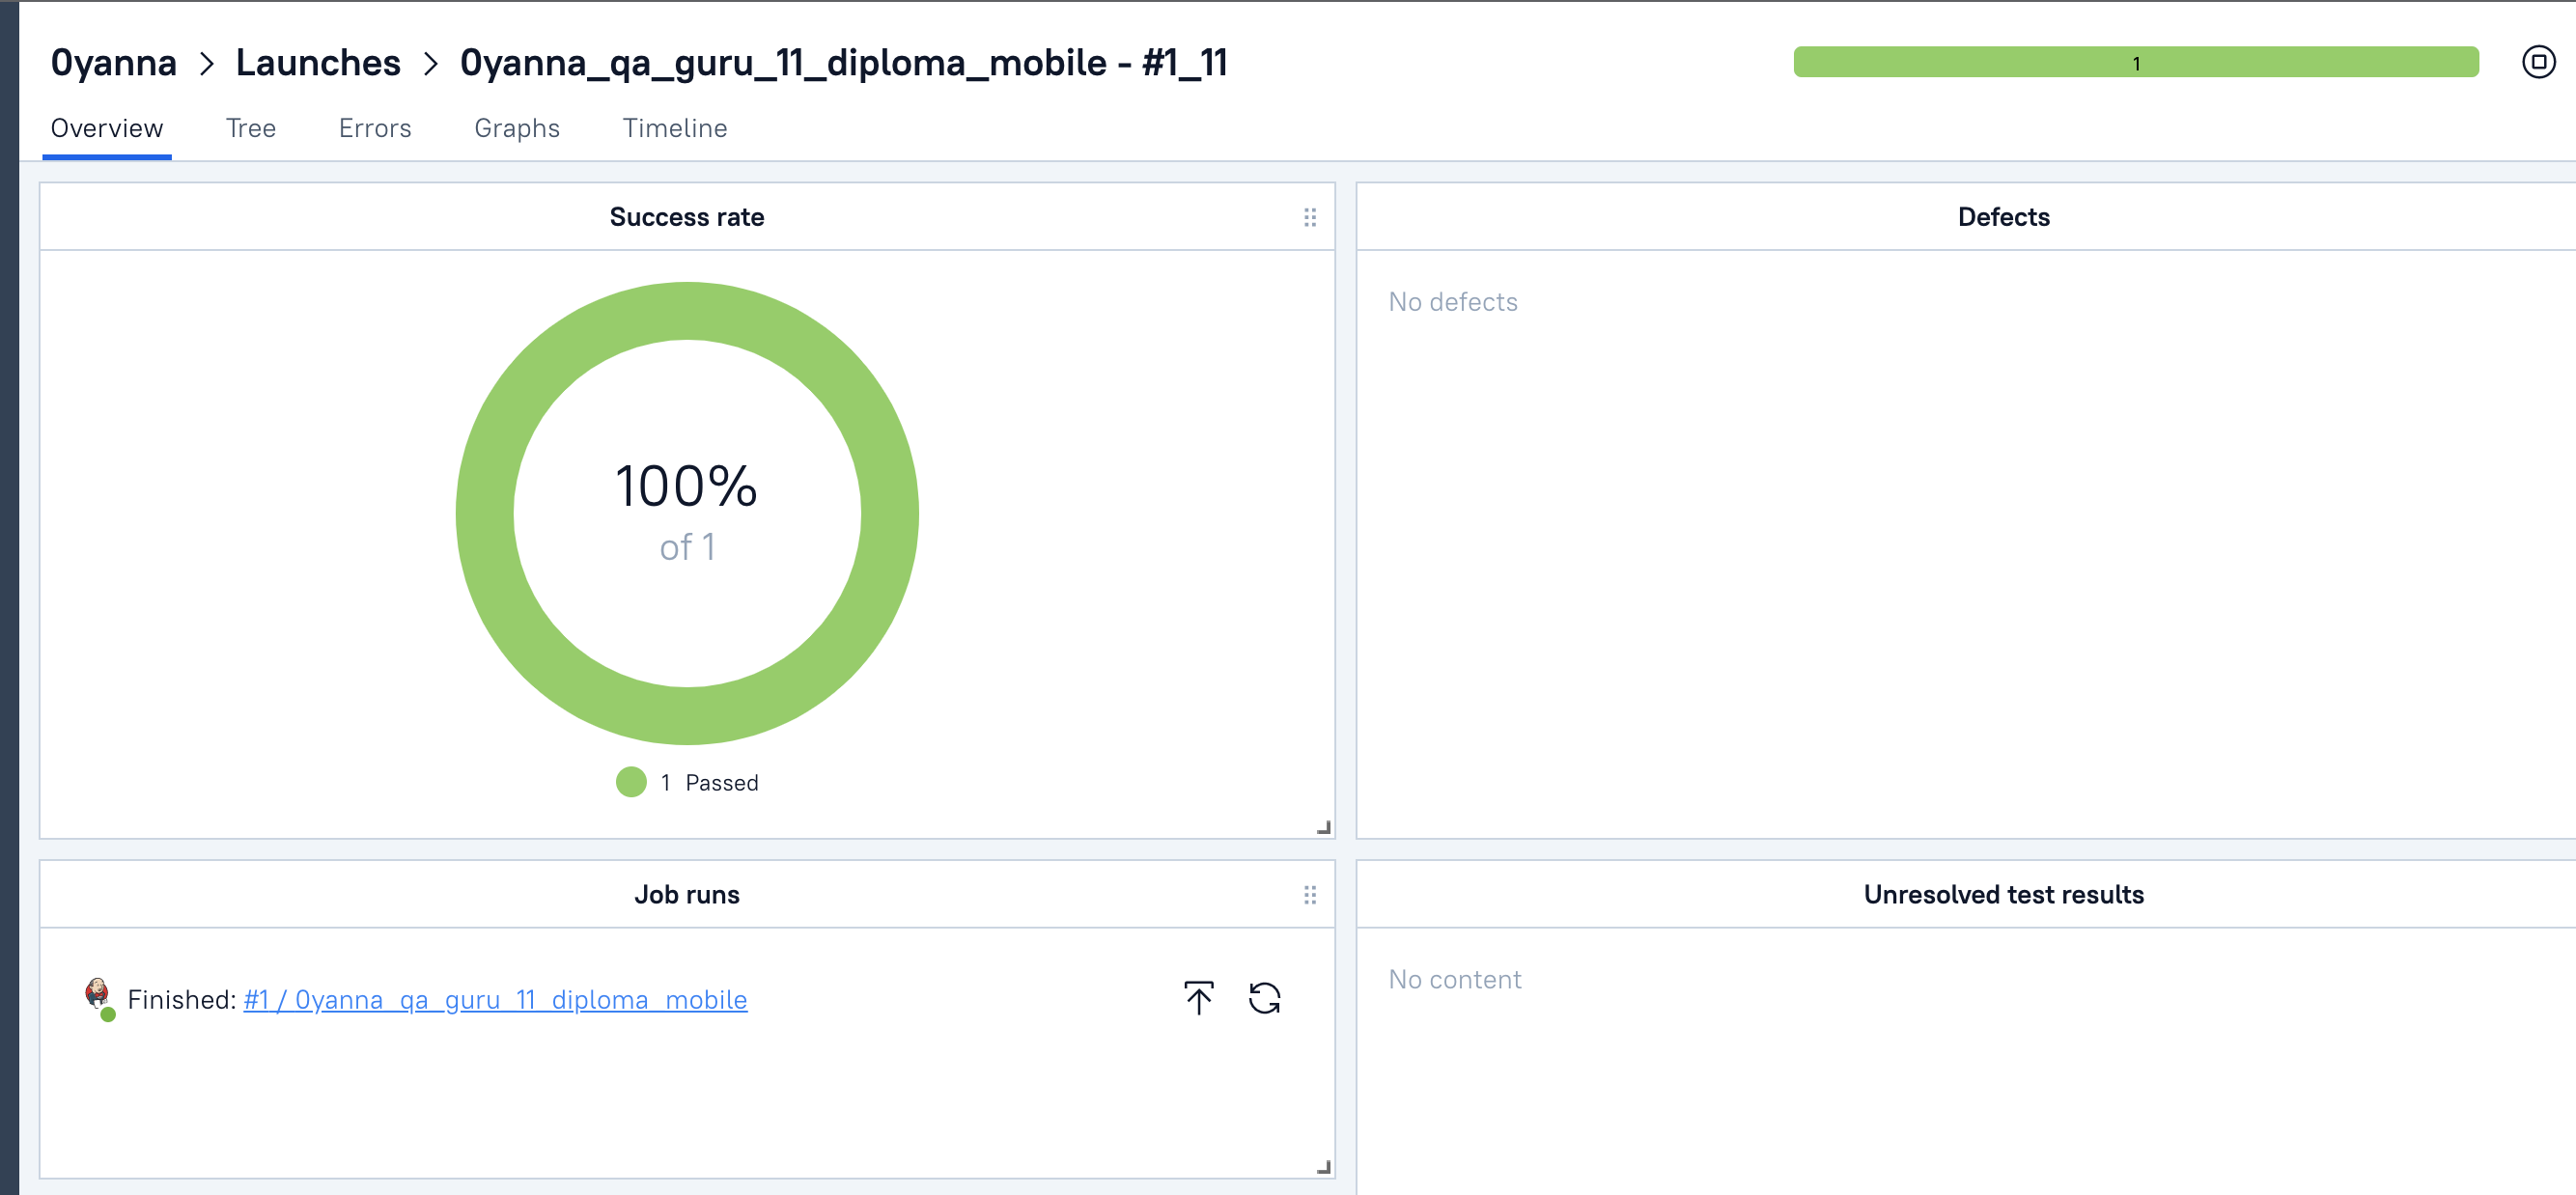 0yanna > Launches > 0yanna_qa_guru_11_diploma_mobile - #1_11
1
Overview Tree Errors Graphs Timeline
Success rate
100%
of 1
1 Passed
Defects
No defects
Job runs
Finished: #1 / 0yanna_qa_guru_11_diploma_mobile
Unresolved test results
No content